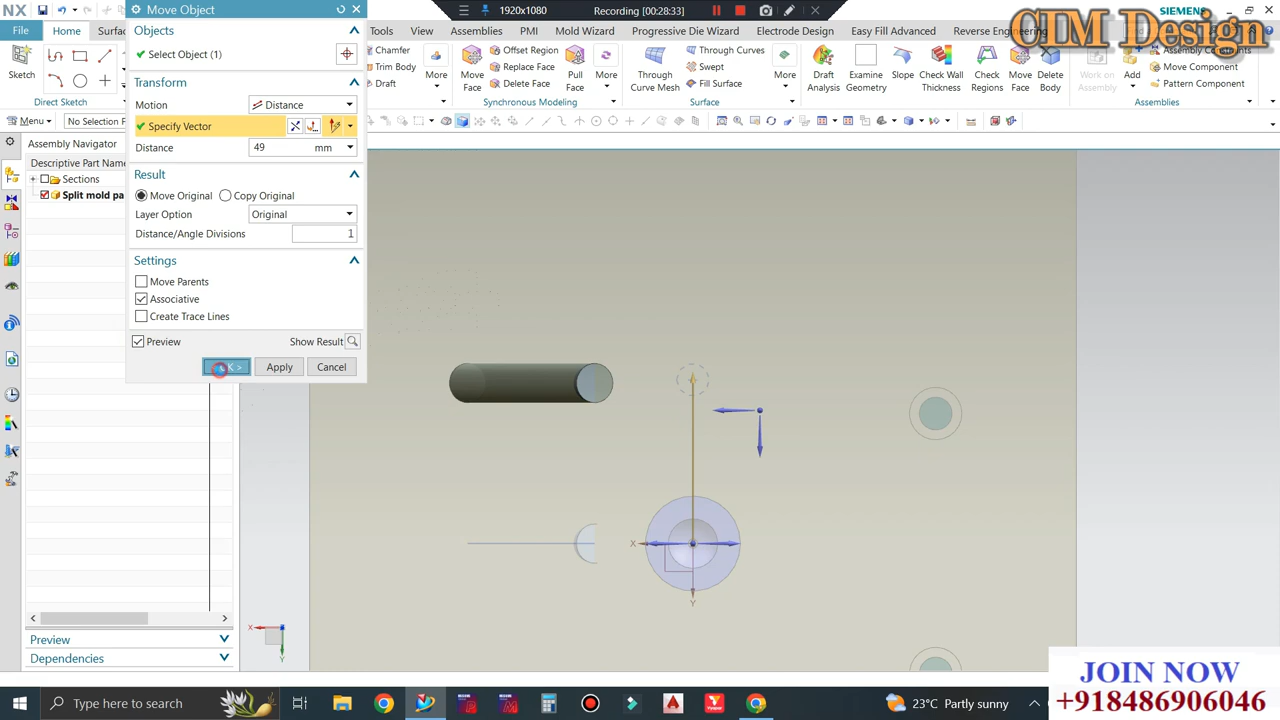 NX
Move Object
1920x1080
Recording [00:28:33]
SIEMENS
CTM Design
File
Home
Surfa
Tools
View
Assemblies
PMI
Mold Wizard
Progressive Die Wizard
Electrode Design
Easy Fill Advanced
Reverse Engineering
Sketch
Direct Sketch
Chamfer
Trim Body
Draft
More
Move Face
Offset Region
Replace Face
Delete Face
Pull Face
More
Synchronous Modeling
Through Curve Mesh
Through Curves
Swept
Fill Surface
More
Surface
Draft Analysis
Examine Geometry
Slope
Check Wall Thickness
Check Regions
Move Face
Delete Body
Work on Assembly
Add
Assembly Constraints
Move Component
Pattern Component
Assemblies
Menu
No Selection F
Objects
Select Object (1)
Transform
Motion
Distance
Specify Vector
Distance
49
mm
Result
Move Original
Copy Original
Layer Option
Original
Distance/Angle Divisions
1
Settings
Move Parents
Associative
Create Trace Lines
Preview
Show Result
OK >
Apply
Cancel
Assembly Navigator
Descriptive Part Name
Sections
Split mold pa
Preview
Dependencies
X
Y
X
Y
JOIN NOW
+918486906046
Type here to search
23°C Partly sunny